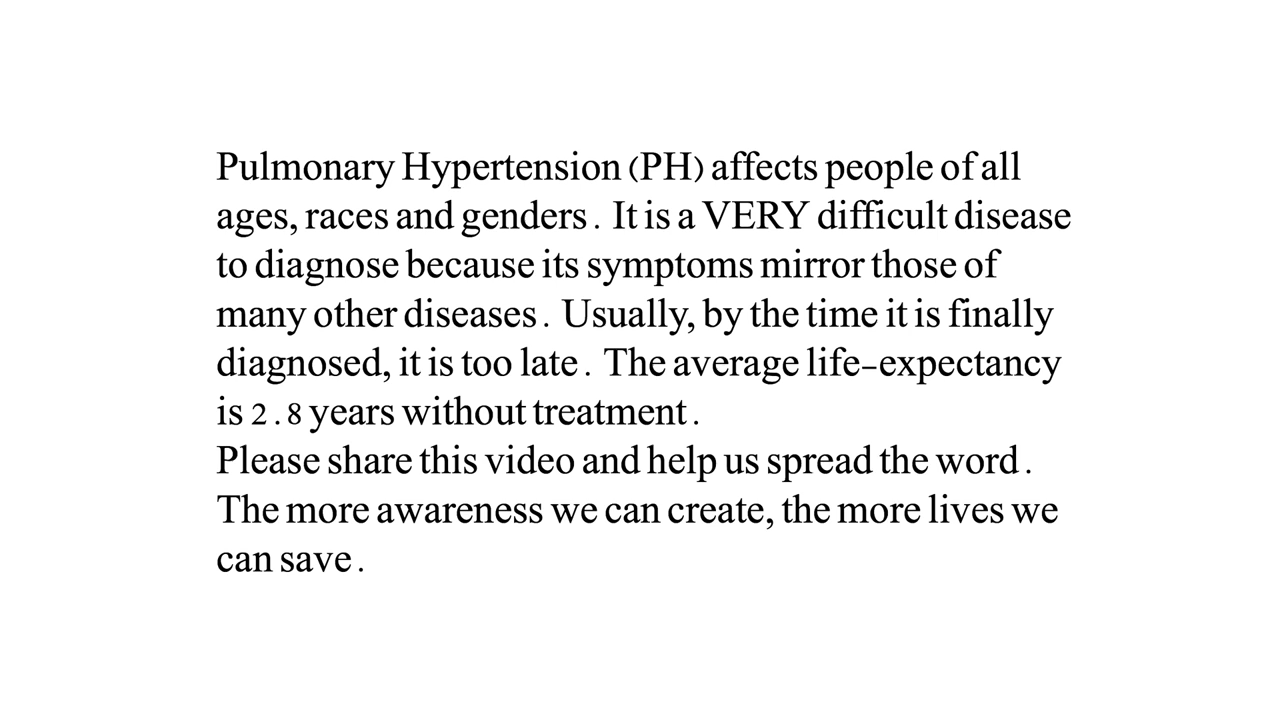 Pulmonary Hypertension (PH) affects people of all
ages, races and genders. It is a VERY difficult disease
to diagnose because its symptoms mirror those of
many other diseases. Usually, by the time it is finally
diagnosed, it is too late. The average life-expectancy
is 2.8 years without treatment.
Please share this video and help us spread the word.
The more awareness we can create, the more lives we
can save.